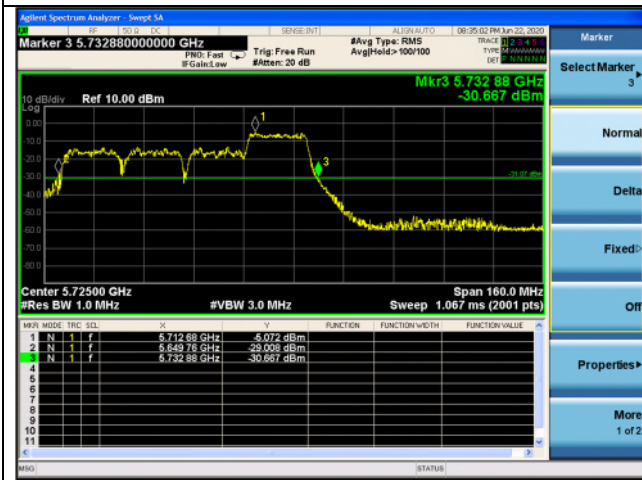 Agilent Spectrum Analyzer - Swept SA
RF 50 Ω DC SENSE:INT ALIGN AUTO 08:35:02 PM Jun 22, 2020
Marker 3 5.732880000000 GHz
PNO: Fast
IFGain:Low
Trig: Free Run
#Atten: 20 dB
#Avg Type: RMS
Avg|Hold>100/100
TRACE 1 2 3 4 5 6
TYPE
DET P N N N N N
Mkr3 5.732 88 GHz
-30.667 dBm
10 dB/div Ref 10.00 dBm
Log
0.00
-10.0
-20.0
-30.0
-40.0
-50.0
-60.0
-70.0
-80.0
1
3
-31.07 dBm
Center 5.72500 GHz Span 160.0 MHz
#Res BW 1.0 MHz #VBW 3.0 MHz Sweep 1.067 ms (2001 pts)
MKR MODE TRC SCL X Y FUNCTION FUNCTION WIDTH FUNCTION VALUE
1 N 1 f 5.712 68 GHz -5.072 dBm
2 N 1 f 5.649 76 GHz -29.008 dBm
3 N 1 f 5.732 88 GHz -30.667 dBm
4
5
6
7
8
9
10
11
MSG STATUS
Marker
Select Marker
3
Normal
Delta
Fixed
Off
Properties
More
1 of 2